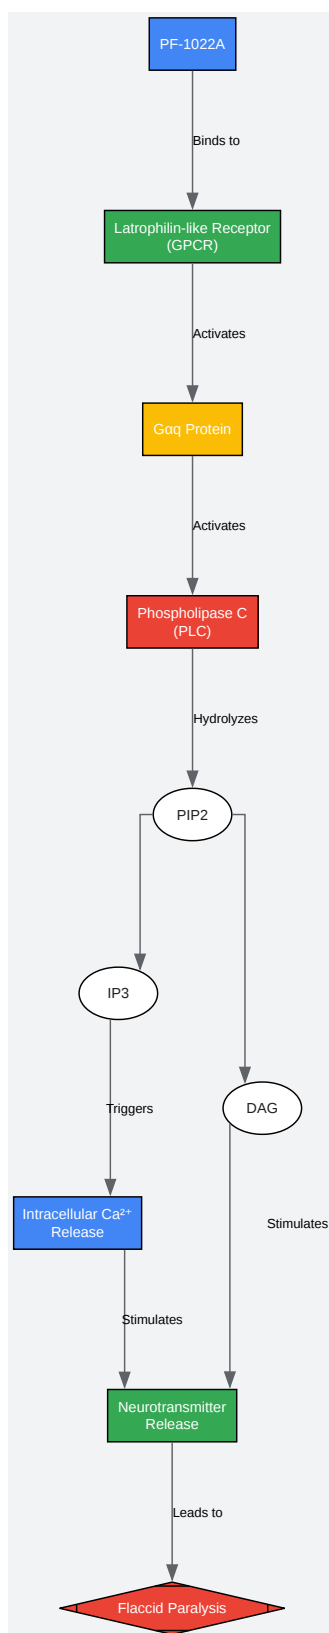 PF-1022A
Binds to
Latrophilin-like Receptor
(GPCR)
Activates
Gαq Protein
Activates
Phospholipase C
(PLC)
Hydrolyzes
PIP2
IP3
DAG
Triggers
Intracellular Ca²⁺
Release
Stimulates
Stimulates
Neurotransmitter
Release
Leads to
Flaccid Paralysis